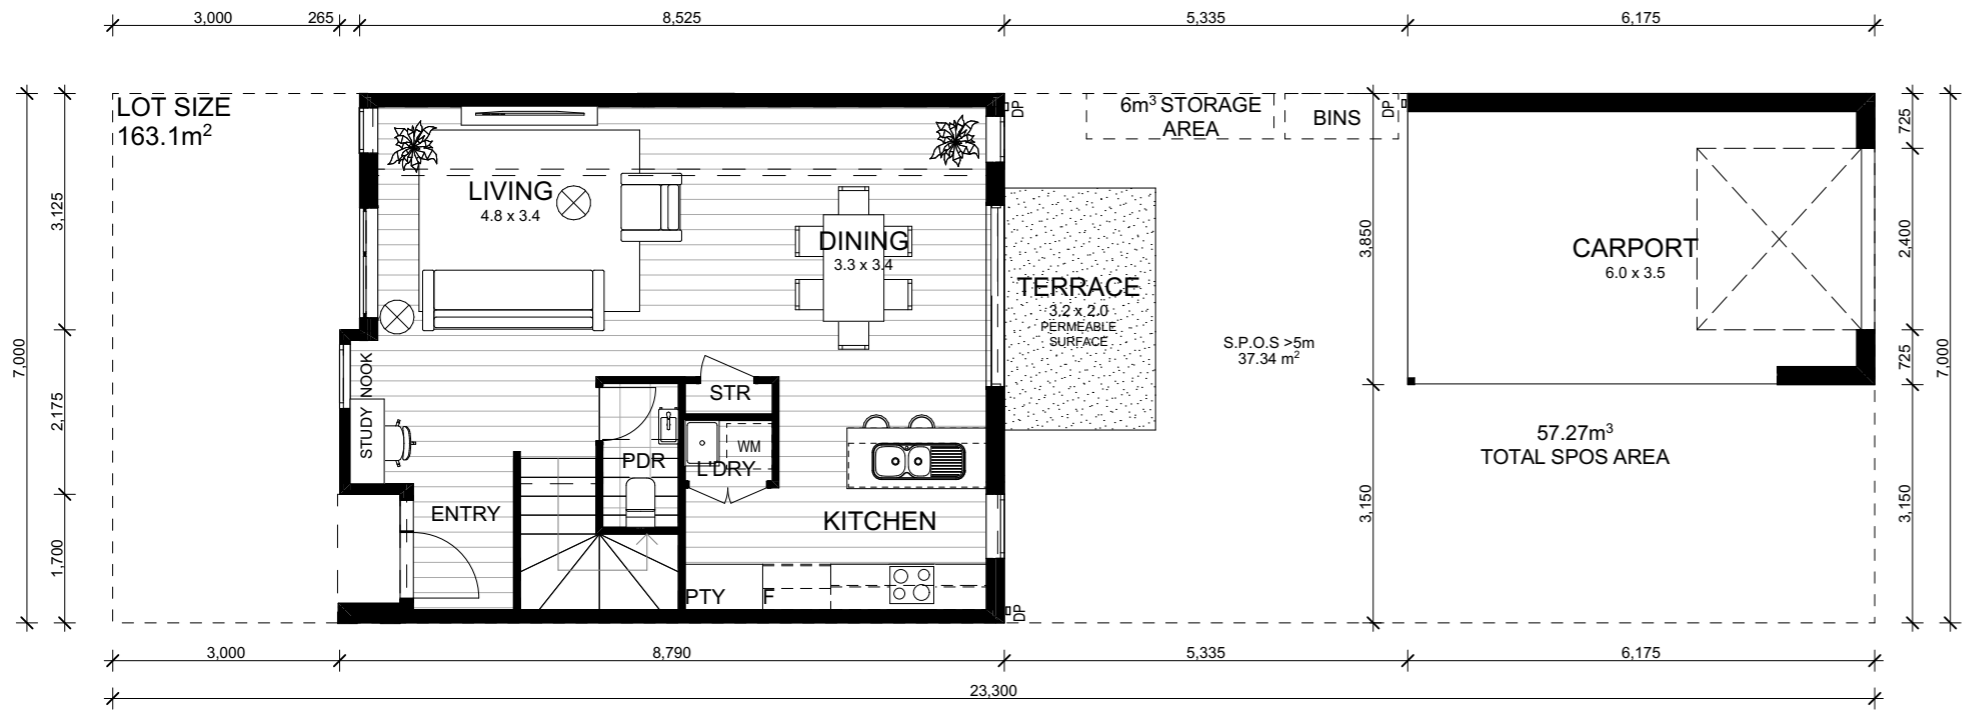 3,000
265
8,525
5,335
6,175
LOT SIZE
163.1m²
DP
6m³ STORAGE
AREA
BINS
DP
725
3,125
LIVING
4.8 x 3.4
DINING
3.3 x 3.4
3,850
CARPORT
6.0 x 3.5
2,400
TERRACE
3.2 x 2.0
PERMEABLE
SURFACE
S.P.O.S >5m
37.34 m²
7,000
725
7,000
2,175
STUDY NOOK
STR
WM
PDR
L'DRY
57.27m³
TOTAL SPOS AREA
ENTRY
KITCHEN
3,150
3,150
1,700
PTY
F
DP
3,000
8,790
5,335
6,175
23,300